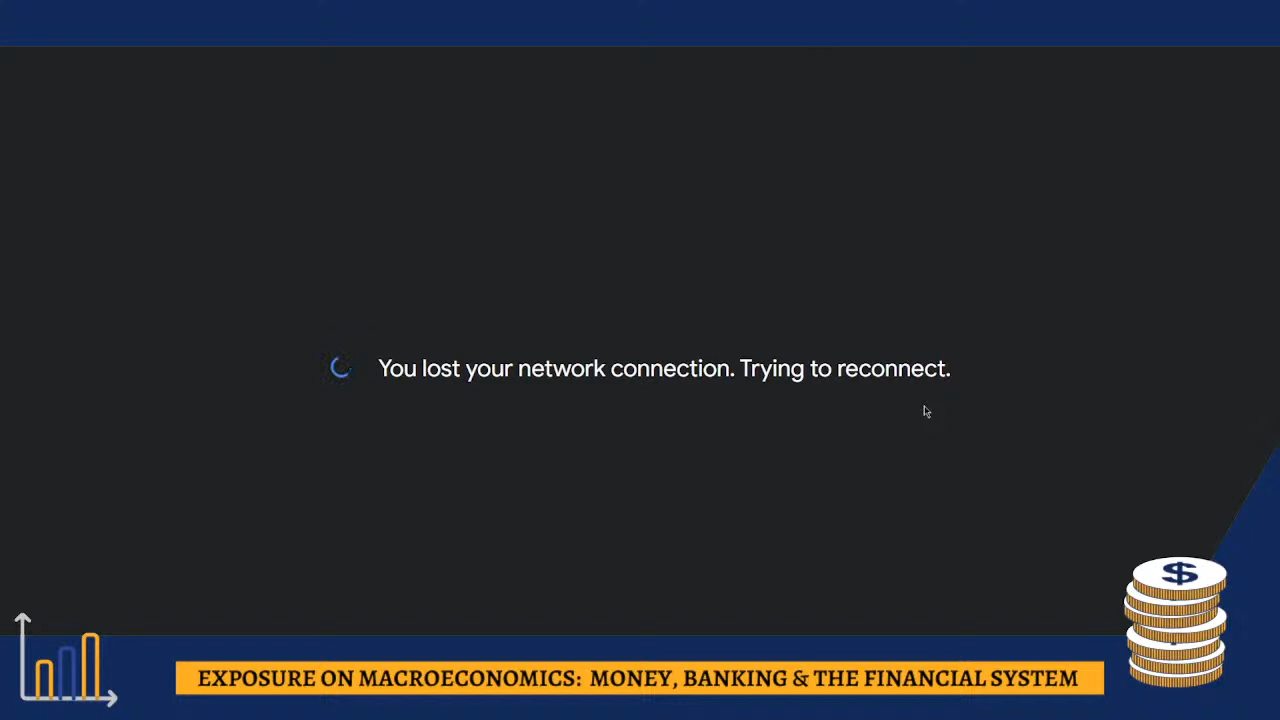 You lost your network connection. Trying to reconnect.
$
EXPOSURE ON MACROECONOMICS: MONEY, BANKING & THE FINANCIAL SYSTEM